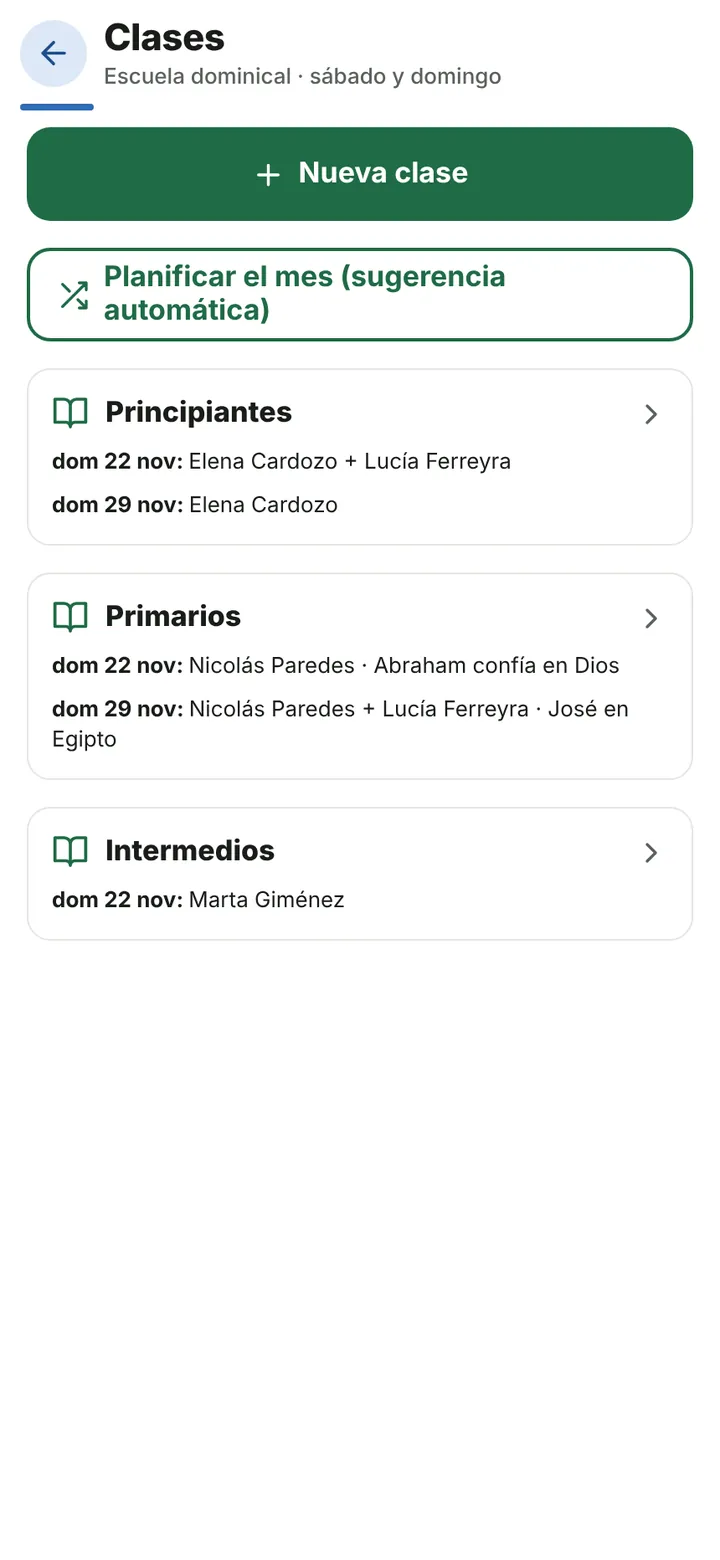 Clases
Escuela dominical · sábado y domingo
+ Nueva clase
Planificar el mes (sugerencia
automática)
Principiantes
dom 22 nov: Elena Cardozo + Lucía Ferreyra
dom 29 nov: Elena Cardozo
Primarios
dom 22 nov: Nicolás Paredes · Abraham confía en Dios
dom 29 nov: Nicolás Paredes + Lucía Ferreyra · José en
Egipto
Intermedios
dom 22 nov: Marta Giménez